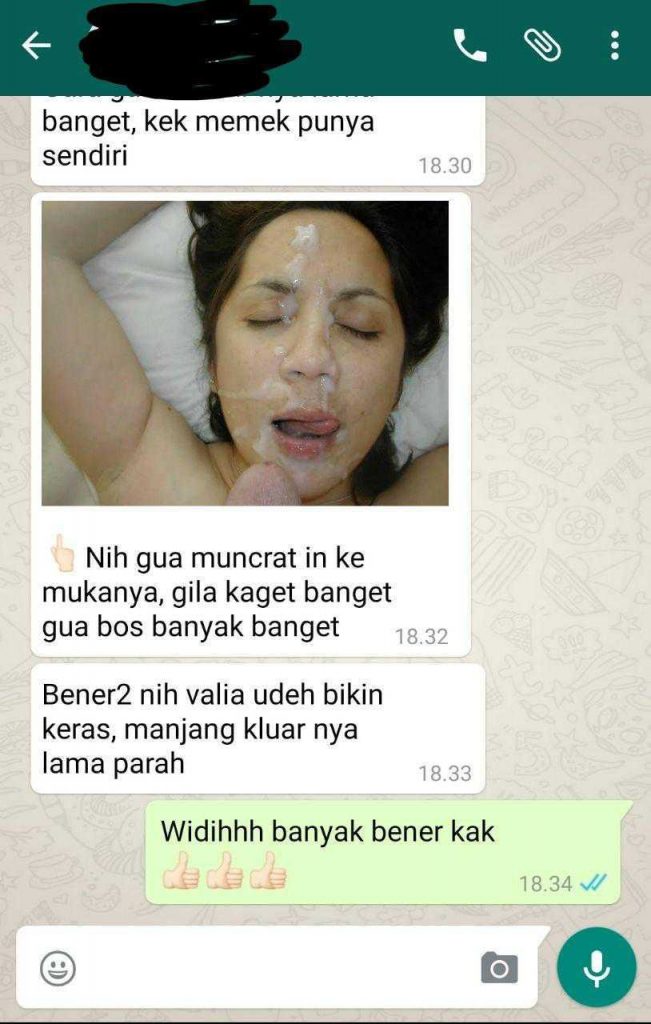 banget, kek memek punya
sendiri
18.30
Nih gua muncrat in ke
mukanya, gila kaget banget
gua bos banyak banget
18.32
Bener2 nih valia udeh bikin
keras, manjang kluar nya
lama parah
18.33
Widihhh banyak bener kak
18.34